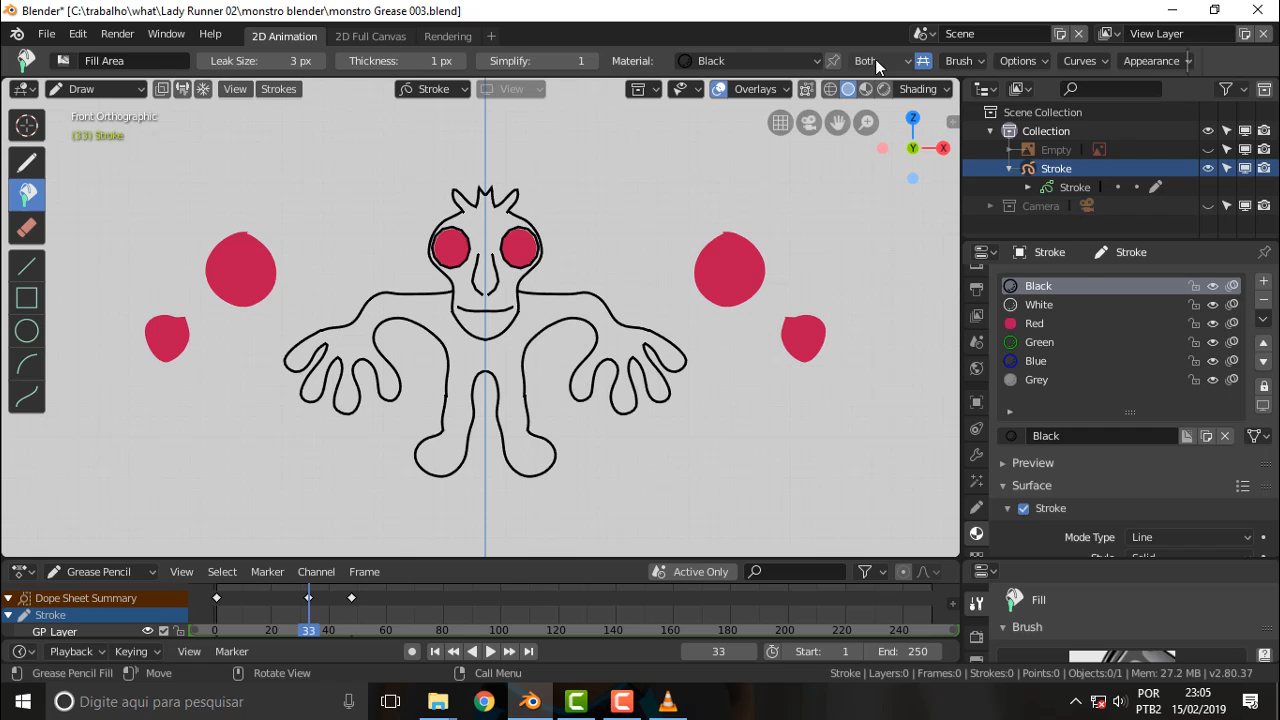 Blender* [C:\trabalho\what\Lady Runner 02\monstro blender\monstro Grease 003.blend]
File Edit Render Window Help 2D Animation 2D Full Canvas Rendering Scene View Layer
Fill Area Leak Size: 3 px Thickness: 1 px Simplify: 1 Material: Black Both Brush Options Curves Appearance
Draw View Strokes Stroke View Overlays Shading
Front Orthographic
(33) Stroke
Z
Y
X
Scene Collection
Collection
Empty
Stroke
Stroke
Camera
Stroke Stroke
Black
White
Red
Green
Blue
Grey
Black
Preview
Surface
Stroke
Mode Type Line
Grease Pencil View Select Marker Channel Frame Active Only
Dope Sheet Summary
Stroke
GP_Layer
0 20 33 40 60 80 100 120 140 160 180 200 220 240
Fill
Brush
Playback Keying View Marker 33 Start: 1 End: 250
Grease Pencil Fill Move Rotate View Call Menu Stroke | Layers:0 | Frames:0 | Strokes:0 | Points:0 | Objects:0/1 | Mem: 27.2 MB | v2.80.37
Digite aqui para pesquisar
POR
PTB2
23:05
15/02/2019